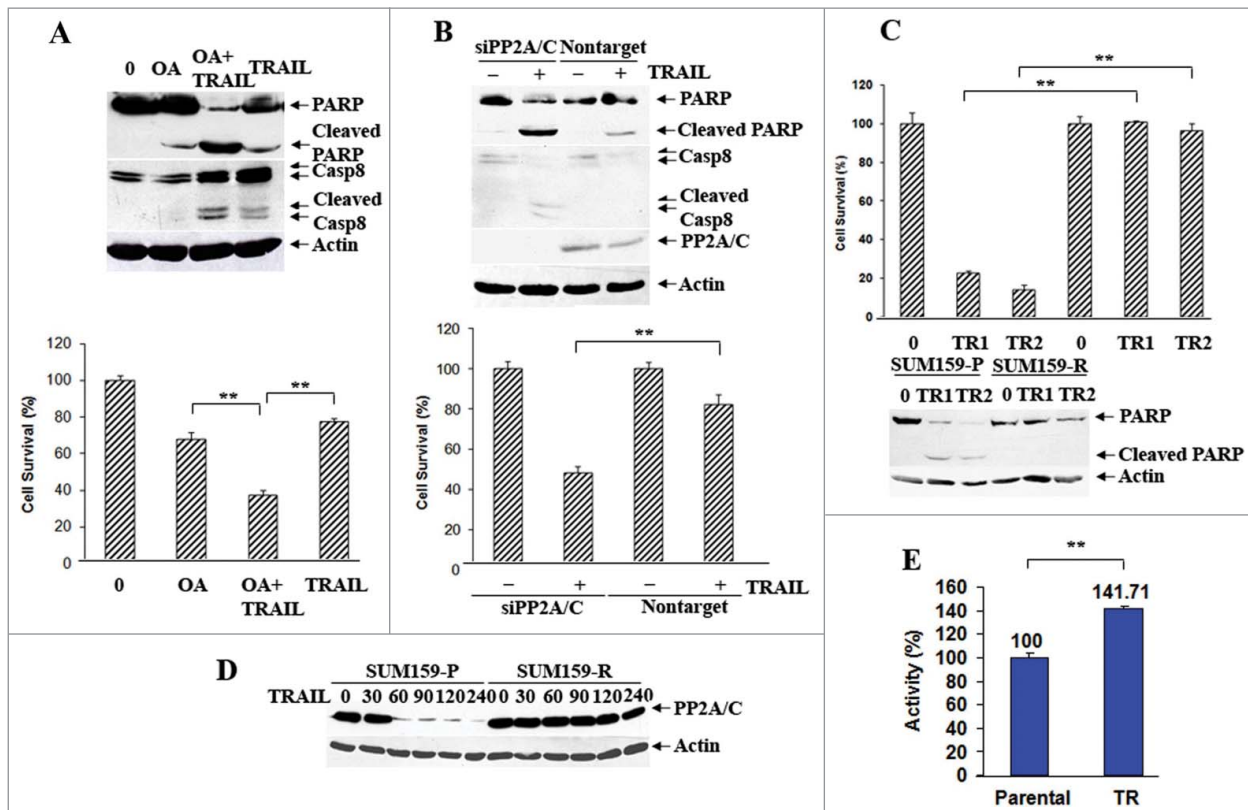 A
0 OA OA+ TRAIL TRAIL
PARP
Cleaved
PARP
Casp8
Cleaved
Casp8
Actin
Cell Survival (%)
120
100
80
60
40
20
0
0 OA OA+ TRAIL TRAIL
B
siPP2A/C Nontarget
– + – + TRAIL
PARP
Cleaved PARP
Casp8
Cleaved
Casp8
PP2A/C
Actin
**
**
**
Cell Survival (%)
120
100
80
60
40
20
0
– + – + TRAIL
siPP2A/C Nontarget
C
**
**
Cell Survival (%)
120
100
80
60
40
20
0
0 TR1 TR2 0 TR1 TR2
SUM159-P SUM159-R
0 TR1 TR2 0 TR1 TR2
PARP
Cleaved PARP
Actin
D
SUM159-P SUM159-R
TRAIL 0 30 60 90 120 240 0 30 60 90 120 240
PP2A/C
Actin
E
**
Activity (%)
160
140
120
100
80
60
40
20
0
100
141.71
Parental TR